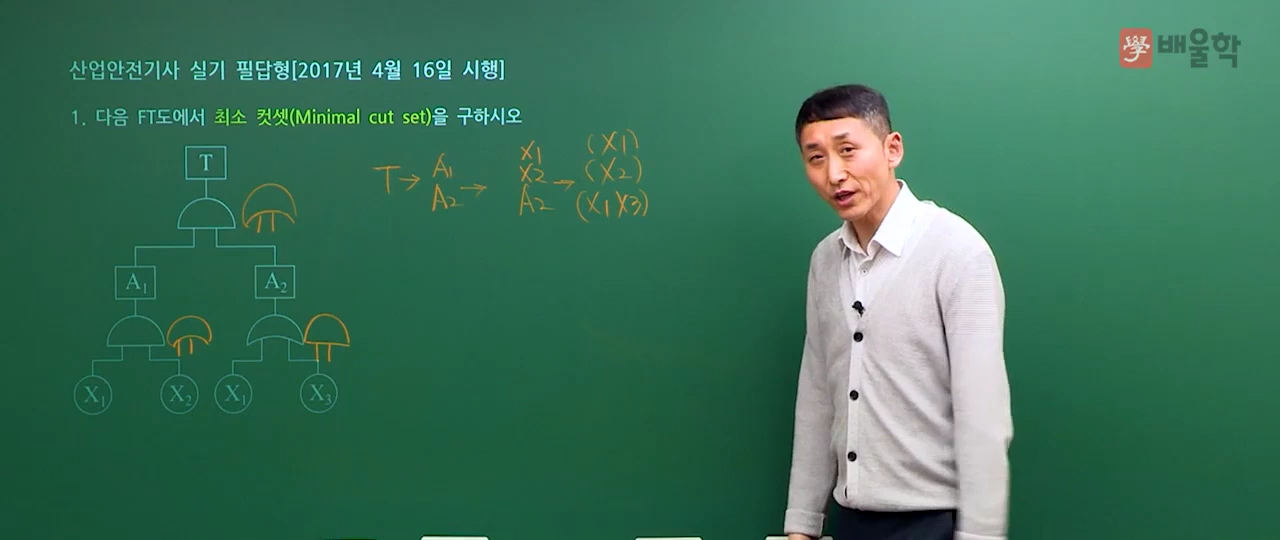 學 배울학
산업안전기사 실기 필답형[2017년 4월 16일 시행]
1. 다음 FT도에서 최소 컷셋(Minimal cut set)을 구하시오
T
A₁ A₂
X₁ X₂ X₁ X₃
T → A₁ → X₁ → (X₁)
X₂ (X₂)
A₂ A₂ (X₁ X₃)